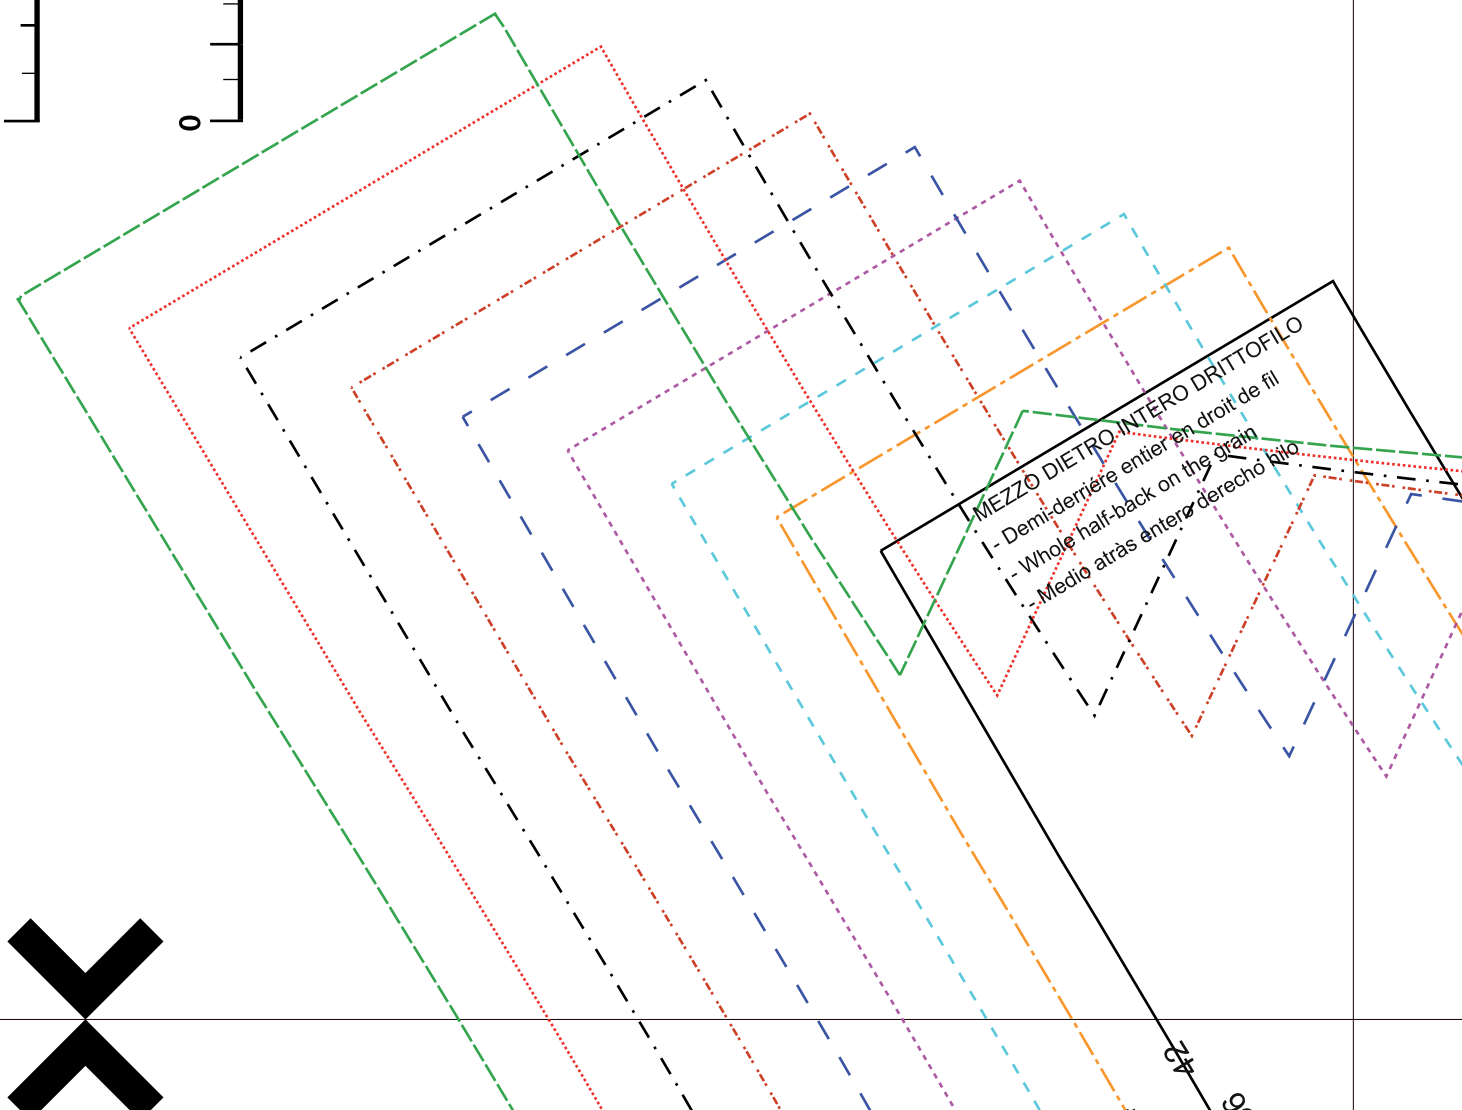 0
MEZZO DIETRO INTERO DRITTOFILO
- Demi-derriére entier en droit de fil
- Whole half-back on the grain
- Medio atràs entero derecho hilo
42